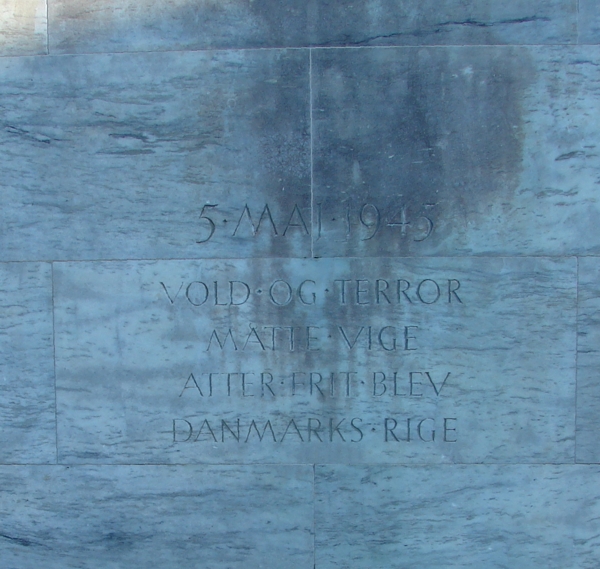 5·MAJ·1945
VOLD·OG·TERROR
MÅTTE·VIGE
ATTER·FRIT·BLEV
DANMARKS·RIGE